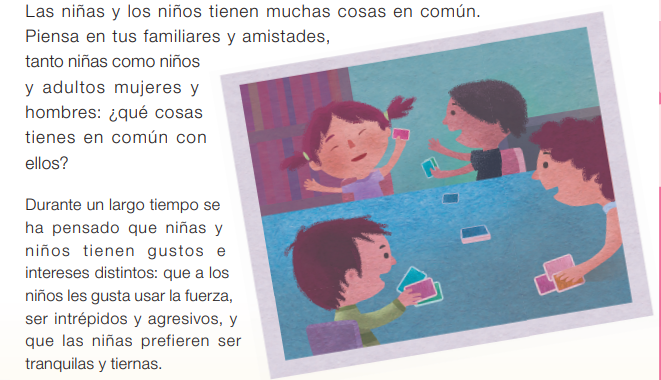 Las niñas y los niños tienen muchas cosas en común.
Piensa en tus familiares y amistades,
tanto niñas como niños
y adultos mujeres y
hombres: ¿qué cosas
tienes en común con
ellos?
Durante un largo tiempo se
ha pensado que niñas y
niños tienen gustos e
intereses distintos: que a los
niños les gusta usar la fuerza,
ser intrépidos y agresivos, y
que las niñas prefieren ser
tranquilas y tiernas.